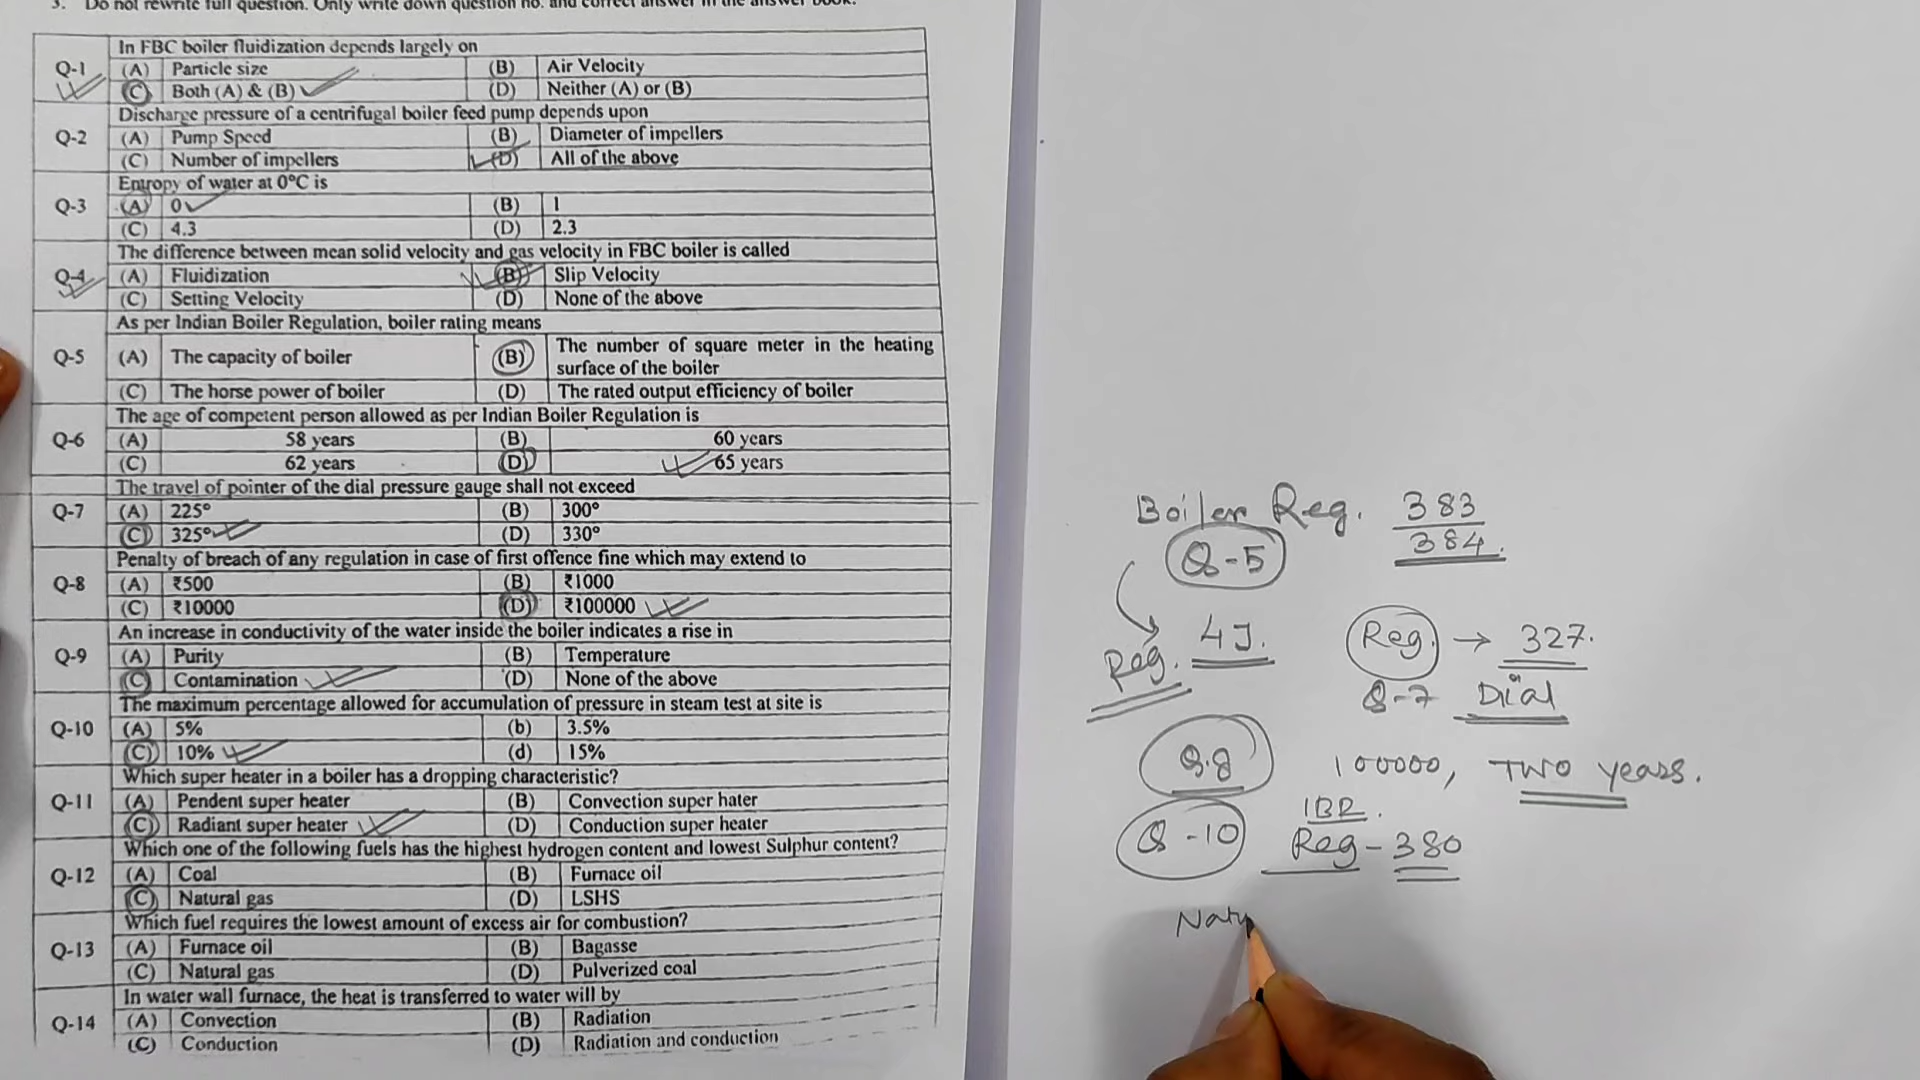 3. Do not rewrite full question. Only write down question no. and correct answer in the answer book.
Q-1 In FBC boiler fluidization depends largely on
(A) Particle size (B) Air Velocity
(C) Both (A) & (B) (D) Neither (A) or (B)
Q-2 Discharge pressure of a centrifugal boiler feed pump depends upon
(A) Pump Speed (B) Diameter of impellers
(C) Number of impellers (D) All of the above
Q-3 Entropy of water at 0°C is
(A) 0 (B) 1
(C) 4.3 (D) 2.3
Q-4 The difference between mean solid velocity and gas velocity in FBC boiler is called
(A) Fluidization (B) Slip Velocity
(C) Setting Velocity (D) None of the above
Q-5 As per Indian Boiler Regulation, boiler rating means
(A) The capacity of boiler (B) The number of square meter in the heating
surface of the boiler
(C) The horse power of boiler (D) The rated output efficiency of boiler
Q-6 The age of competent person allowed as per Indian Boiler Regulation is
(A) 58 years (B) 60 years
(C) 62 years (D) 65 years
Q-7 The travel of pointer of the dial pressure gauge shall not exceed
(A) 225° (B) 300°
(C) 325° (D) 330°
Q-8 Penalty of breach of any regulation in case of first offence fine which may extend to
(A) ₹500 (B) ₹1000
(C) ₹10000 (D) ₹100000
Q-9 An increase in conductivity of the water inside the boiler indicates a rise in
(A) Purity (B) Temperature
(C) Contamination (D) None of the above
Q-10 The maximum percentage allowed for accumulation of pressure in steam test at site is
(A) 5% (b) 3.5%
(C) 10% (d) 15%
Q-11 Which super heater in a boiler has a dropping characteristic?
(A) Pendent super heater (B) Convection super hater
(C) Radiant super heater (D) Conduction super heater
Q-12 Which one of the following fuels has the highest hydrogen content and lowest Sulphur content?
(A) Coal (B) Furnace oil
(C) Natural gas (D) LSHS
Q-13 Which fuel requires the lowest amount of excess air for combustion?
(A) Furnace oil (B) Bagasse
(C) Natural gas (D) Pulverized coal
Q-14 In water wall furnace, the heat is transferred to water will by
(A) Convection (B) Radiation
(C) Conduction (D) Radiation and conduction
Boiler Reg. 383
384.
Q-5
Reg. 4J. Reg. → 327.
Q-7 Dial
Q.8 100000, TWO years.
IBR.
Q-10 Reg-380
Natu